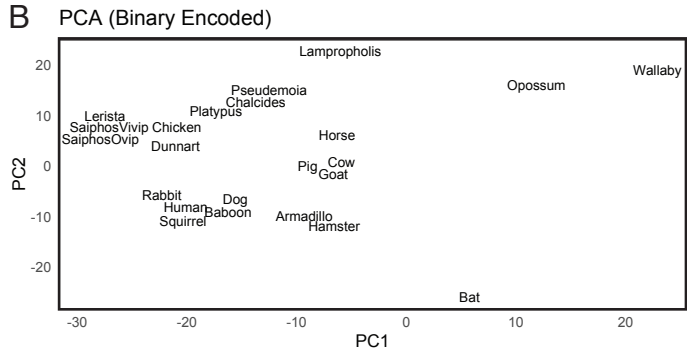 B PCA (Binary Encoded)
Lampropholis
20
Wallaby
Opossum
Pseudemoia
Chalcides
Platypus
10
Lerista
SaiphosVivip Chicken
SaiphosOvip
Horse
Dunnart
PC2
0
Cow
Pig
Goat
Rabbit
Dog
Human
Baboon
-10
Armadillo
Squirrel
Hamster
-20
Bat
-30 -20 -10 0 10 20
PC1